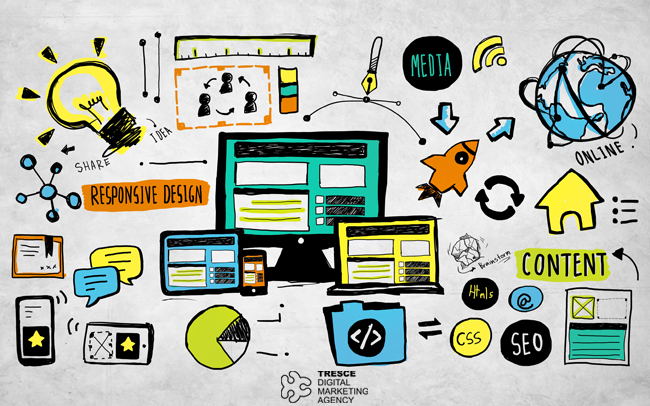 MEDIA
IDEA
SHARE
ONLINE.
RESPONSIVE DESIGN
Brainstorm
CONTENT
Html5
@
</>
CSS
SEO
TRESCE
DIGITAL
MARKETING
AGENCY